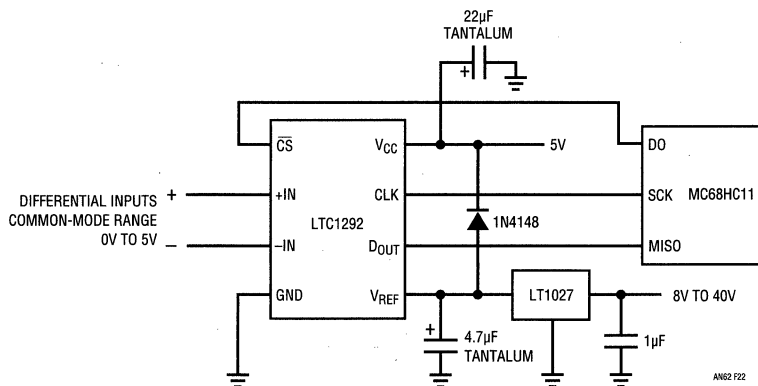 22µF
TANTALUM
+
CS
VCC
5V
DO
DIFFERENTIAL INPUTS
COMMON-MODE RANGE
0V TO 5V
+
–
+IN
–IN
LTC1292
CLK
DOUT
1N4148
SCK
MISO
MC68HC11
GND
VREF
LT1027
8V TO 40V
+
4.7µF
TANTALUM
1µF
AN62 F22